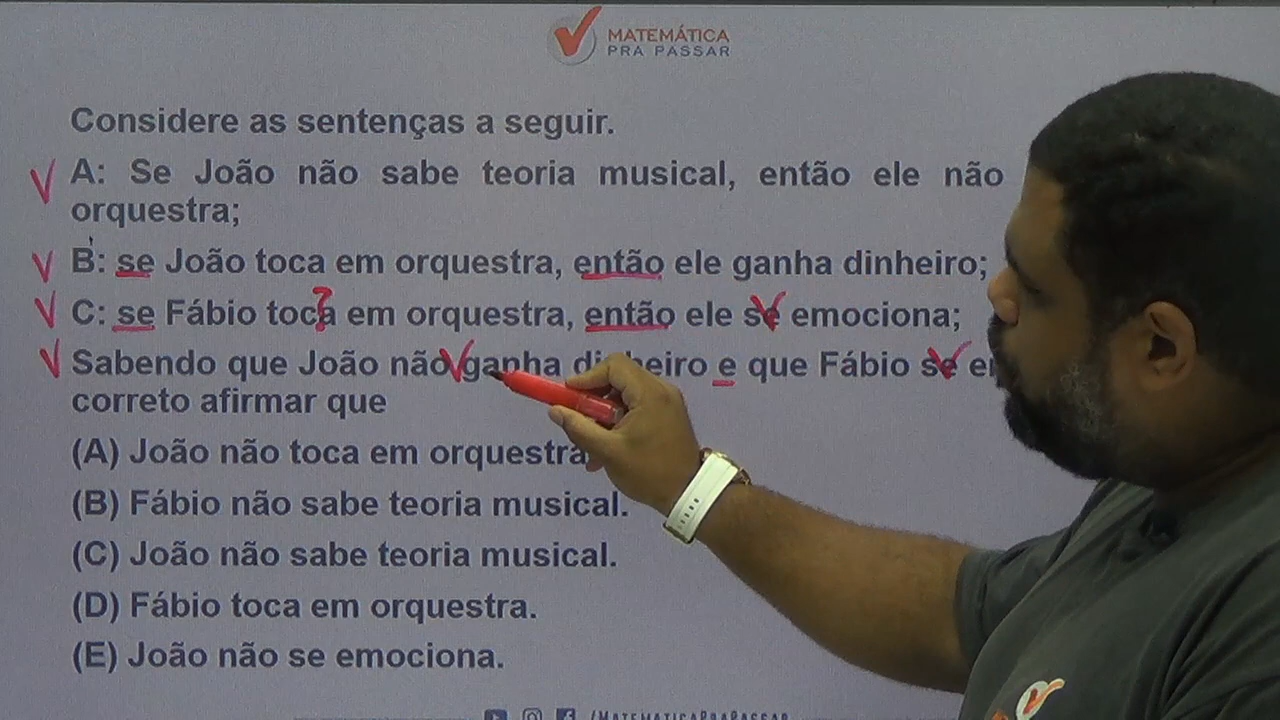 MATEMÁTICA
PRA PASSAR
Considere as sentenças a seguir.
A: Se João não sabe teoria musical, então ele não
orquestra;
B: se João toca em orquestra, então ele ganha dinheiro;
C: se Fábio toca em orquestra, então ele se emociona;
Sabendo que João não ganha dinheiro e que Fábio se
correto afirmar que
(A) João não toca em orquestra
(B) Fábio não sabe teoria musical.
(C) João não sabe teoria musical.
(D) Fábio toca em orquestra.
(E) João não se emociona.
/MATEMATICAPRAPASSAR